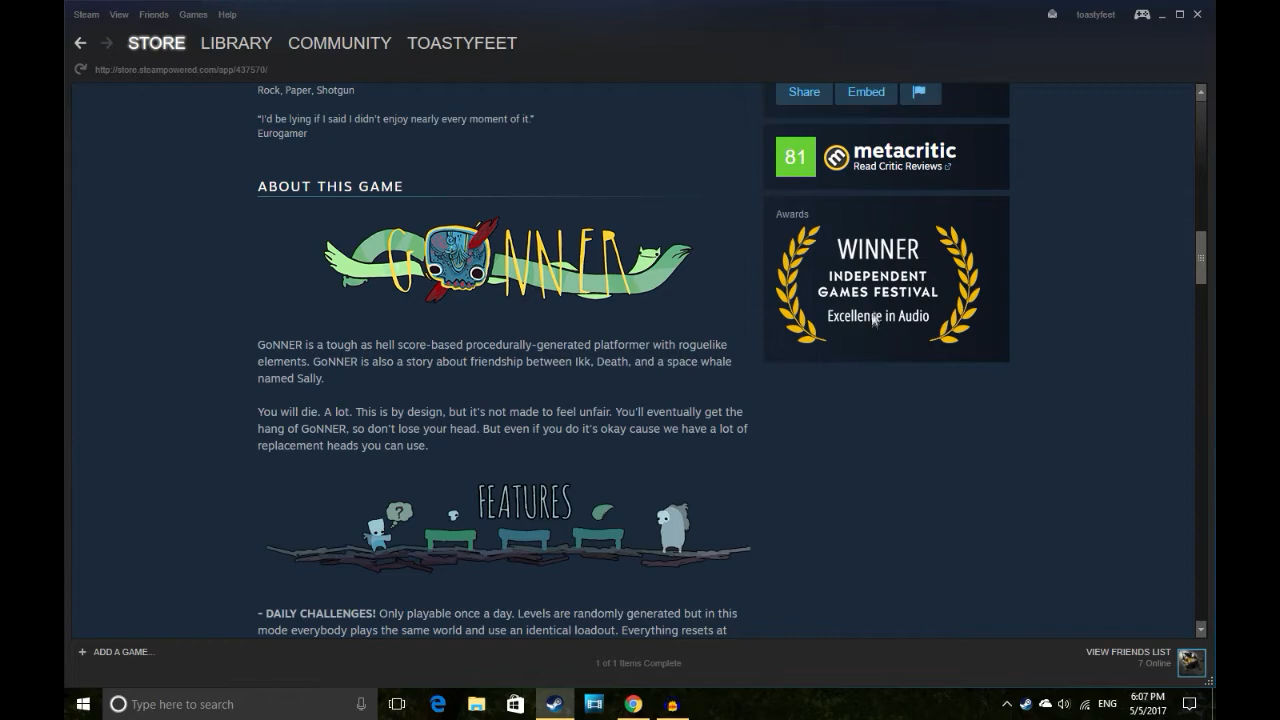 Steam View Friends Games Help
toastyfeet
STORE LIBRARY COMMUNITY TOASTYFEET
http://store.steampowered.com/app/437570/
Rock, Paper, Shotgun
“I'd be lying if I said I didn't enjoy nearly every moment of it.”
Eurogamer
ABOUT THIS GAME
GONNER
GoNNER is a tough as hell score-based procedurally-generated platformer with roguelike
elements. GoNNER is also a story about friendship between Ikk, Death, and a space whale
named Sally.
You will die. A lot. This is by design, but it's not made to feel unfair. You'll eventually get the
hang of GoNNER, so don't lose your head. But even if you do it's okay cause we have a lot of
replacement heads you can use.
FEATURES
?
- DAILY CHALLENGES! Only playable once a day. Levels are randomly generated but in this
mode everybody plays the same world and use an identical loadout. Everything resets at
Share Embed
81 metacritic
Read Critic Reviews
Awards
WINNER
INDEPENDENT
GAMES FESTIVAL
Excellence in Audio
+ ADD A GAME...
1 of 1 Items Complete
VIEW FRIENDS LIST
7 Online
Type here to search
ENG
6:07 PM
5/5/2017